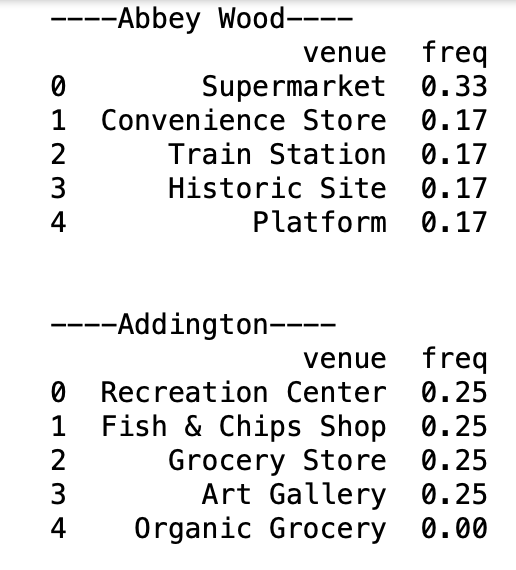 ----Abbey Wood----
venue freq
0 Supermarket 0.33
1 Convenience Store 0.17
2 Train Station 0.17
3 Historic Site 0.17
4 Platform 0.17
----Addington----
venue freq
0 Recreation Center 0.25
1 Fish & Chips Shop 0.25
2 Grocery Store 0.25
3 Art Gallery 0.25
4 Organic Grocery 0.00